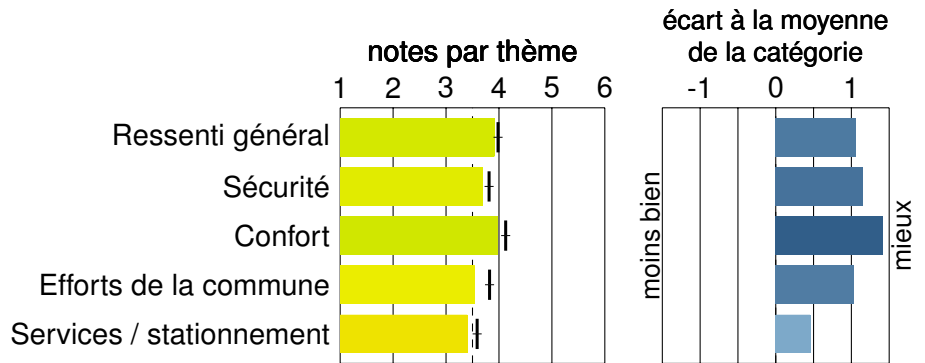 notes par thème
1 2 3 4 5 6
Ressenti général
Sécurité
Confort
Efforts de la commune
Services / stationnement
écart à la moyenne
de la catégorie
-1 0 1
moins bien
mieux